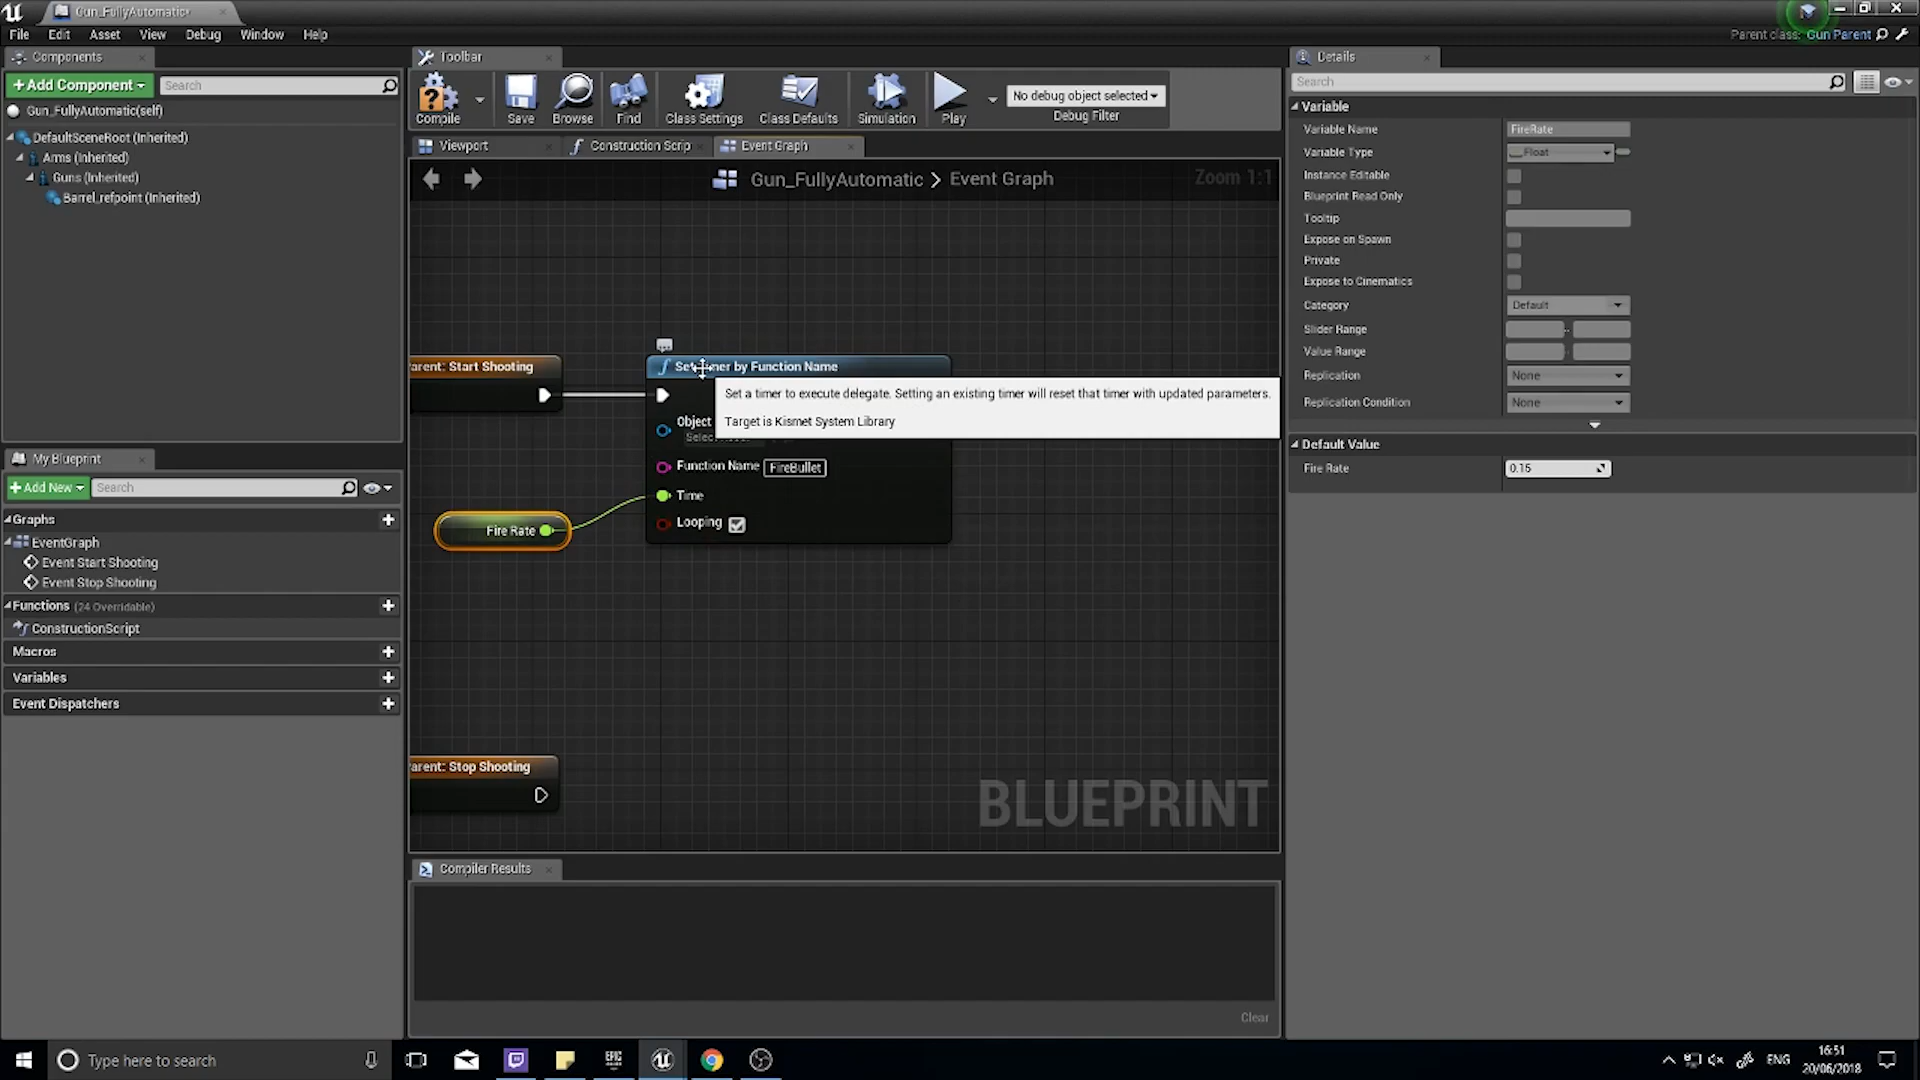 Gun_FullyAutomatic*
File Edit Asset View Debug Window Help
Parent class: Gun Parent
Components
+Add Component Search
Gun_FullyAutomatic(self)
DefaultSceneRoot (Inherited)
Arms (Inherited)
Guns (Inherited)
Barrel_refpoint (Inherited)
My Blueprint
+Add New Search
Graphs
EventGraph
Event Start Shooting
Event Stop Shooting
Functions (24 Overridable)
ConstructionScript
Macros
Variables
Event Dispatchers
Toolbar
Compile Save Browse Find Class Settings Class Defaults Simulation Play
No debug object selected
Debug Filter
Viewport Construction Scrip Event Graph
Gun_FullyAutomatic > Event Graph Zoom 1:1
arent: Start Shooting
by Function Name
Set a timer to execute delegate. Setting an existing timer will reset that timer with updated parameters.
Target is Kismet System Library
Object
Function Name FireBullet
Time
Looping
Fire Rate
arent: Stop Shooting
BLUEPRINT
Compiler Results
Clear
Details
Search
Variable
Variable Name FireRate
Variable Type Float
Instance Editable
Blueprint Read Only
Tooltip
Expose on Spawn
Private
Expose to Cinematics
Category Default
Slider Range
Value Range
Replication None
Replication Condition None
Default Value
Fire Rate 0.15
Type here to search
EPIC
ENG
16:51
20/06/2018